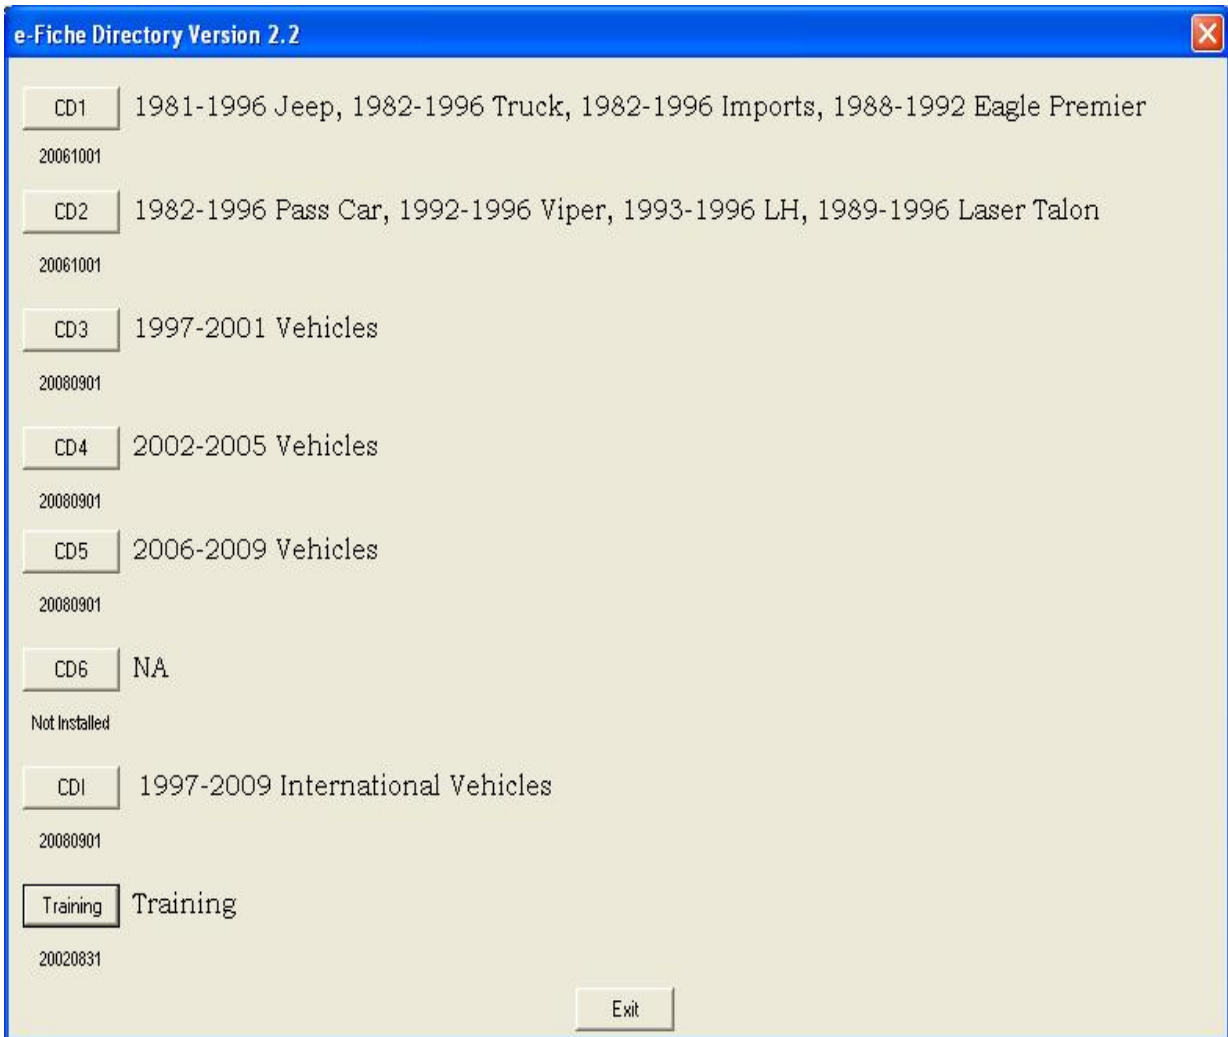 e-Fiche Directory Version 2.2
CD1 1981-1996 Jeep, 1982-1996 Truck, 1982-1996 Imports, 1988-1992 Eagle Premier
20061001
CD2 1982-1996 Pass Car, 1992-1996 Viper, 1993-1996 LH, 1989-1996 Laser Talon
20061001
CD3 1997-2001 Vehicles
20080901
CD4 2002-2005 Vehicles
20080901
CD5 2006-2009 Vehicles
20080901
CD6 NA
Not Installed
CDI 1997-2009 International Vehicles
20080901
Training Training
20020831
Exit